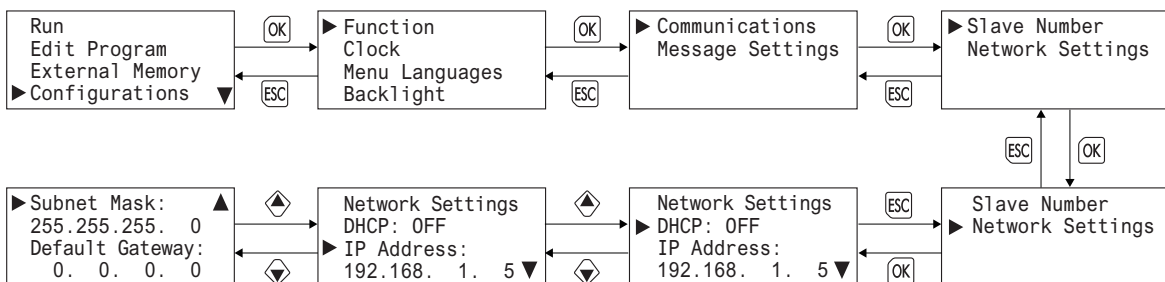 Run
Edit Program
External Memory
▶Configurations ▼
OK
ESC
▶Function
Clock
Menu Languages
Backlight
OK
ESC
▶Communications
Message Settings
OK
ESC
▶Slave Number
Network Settings
ESC
OK
▶Subnet Mask: ▲
255.255.255. 0
Default Gateway:
0. 0. 0. 0
Network Settings
DHCP: OFF
▶IP Address:
192.168. 1. 5▼
Network Settings
▶DHCP: OFF
IP Address:
192.168. 1. 5▼
ESC
OK
Slave Number
▶Network Settings